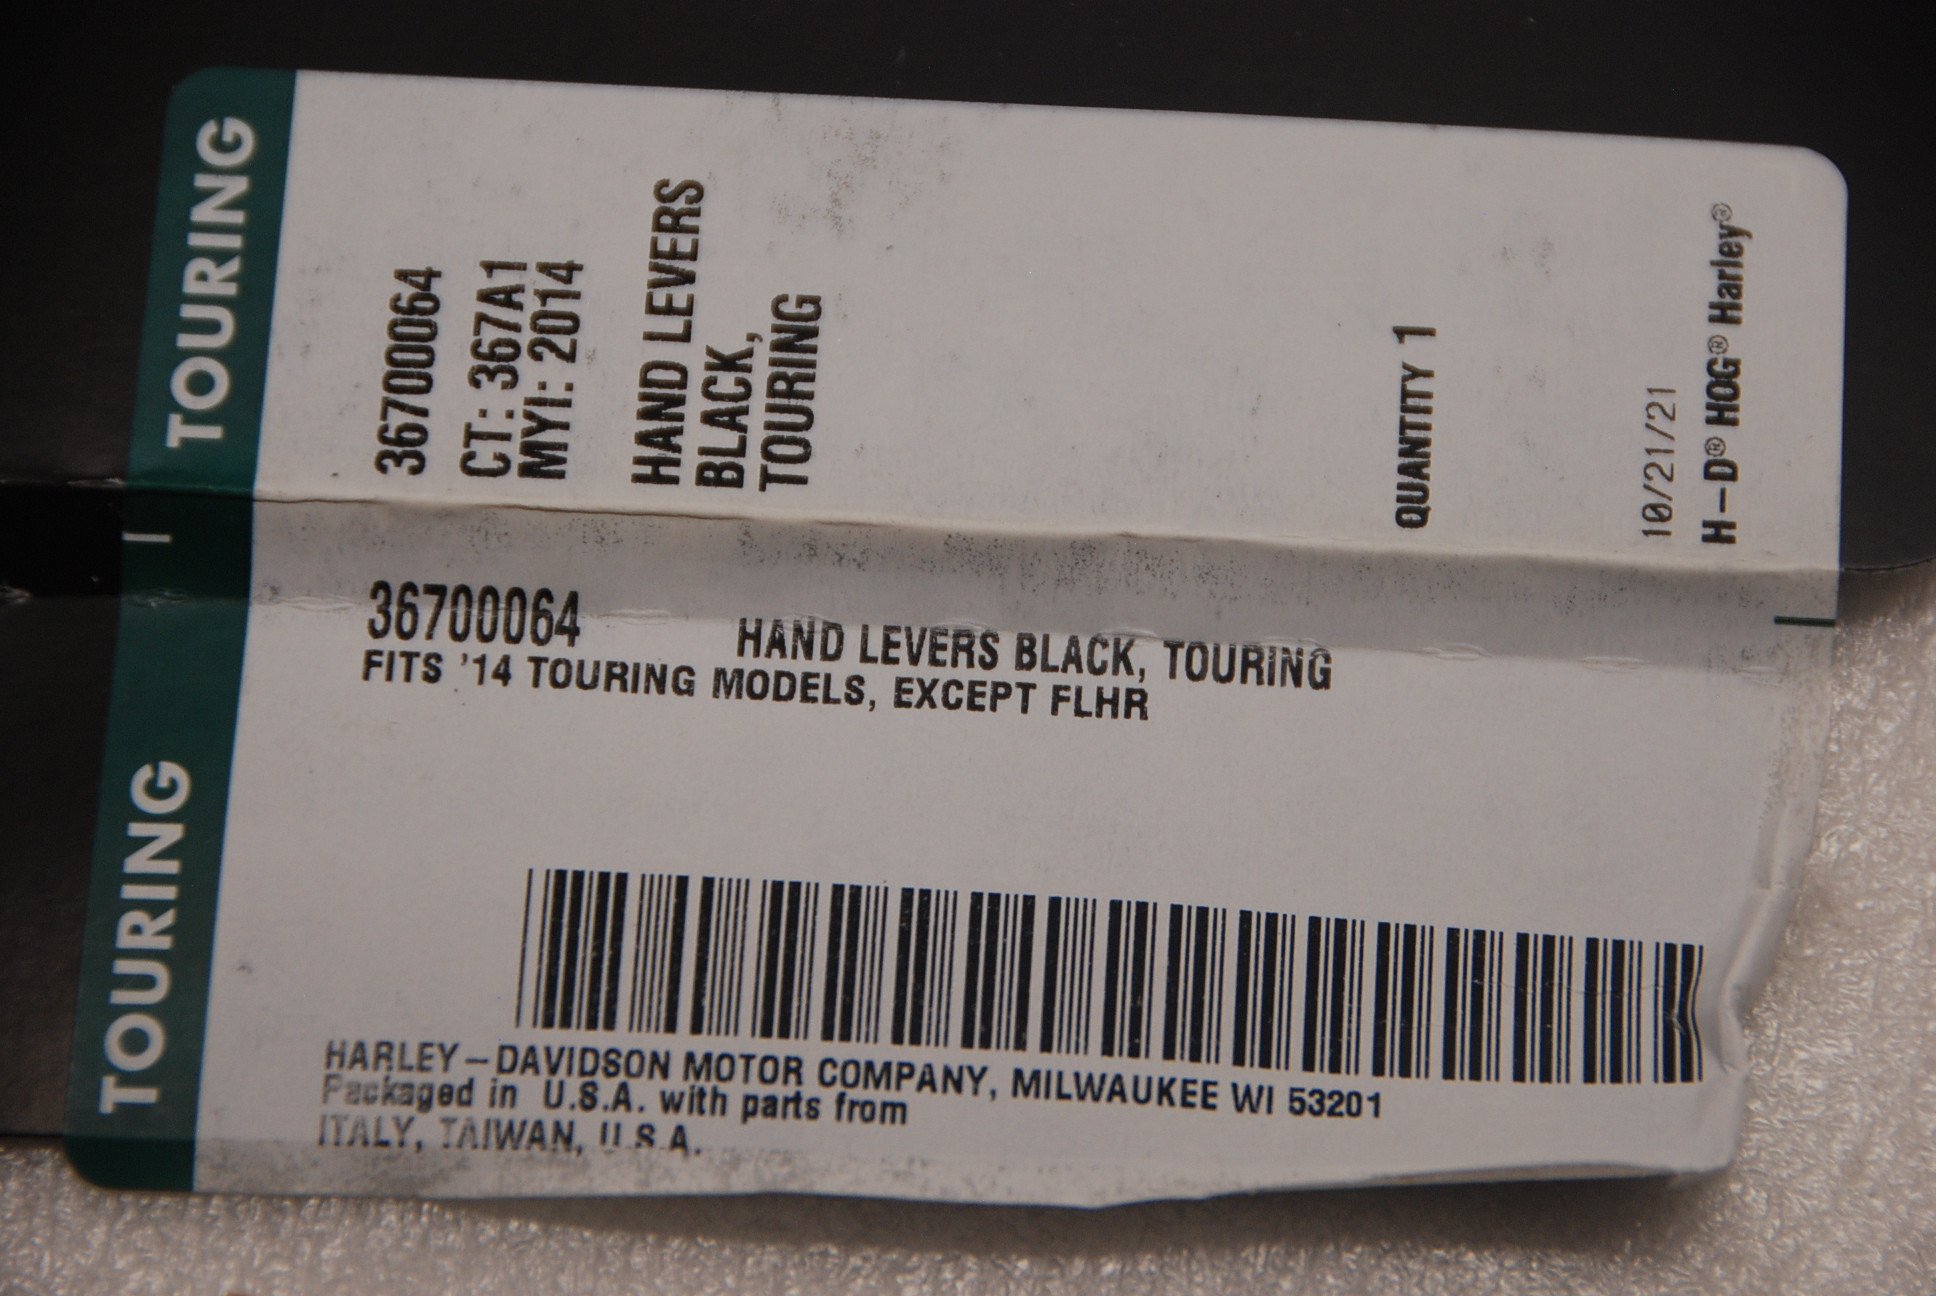 TOURING
36700064
CT: 367A1
MYI: 2014
HAND LEVERS
BLACK,
TOURING
QUANTITY 1
10/21/21
H-D® HOG® Harley®
TOURING
36700064 HAND LEVERS BLACK, TOURING
FITS '14 TOURING MODELS, EXCEPT FLHR
HARLEY-DAVIDSON MOTOR COMPANY, MILWAUKEE WI 53201
Packaged in U.S.A. with parts from
ITALY, TAIWAN, U.S.A.